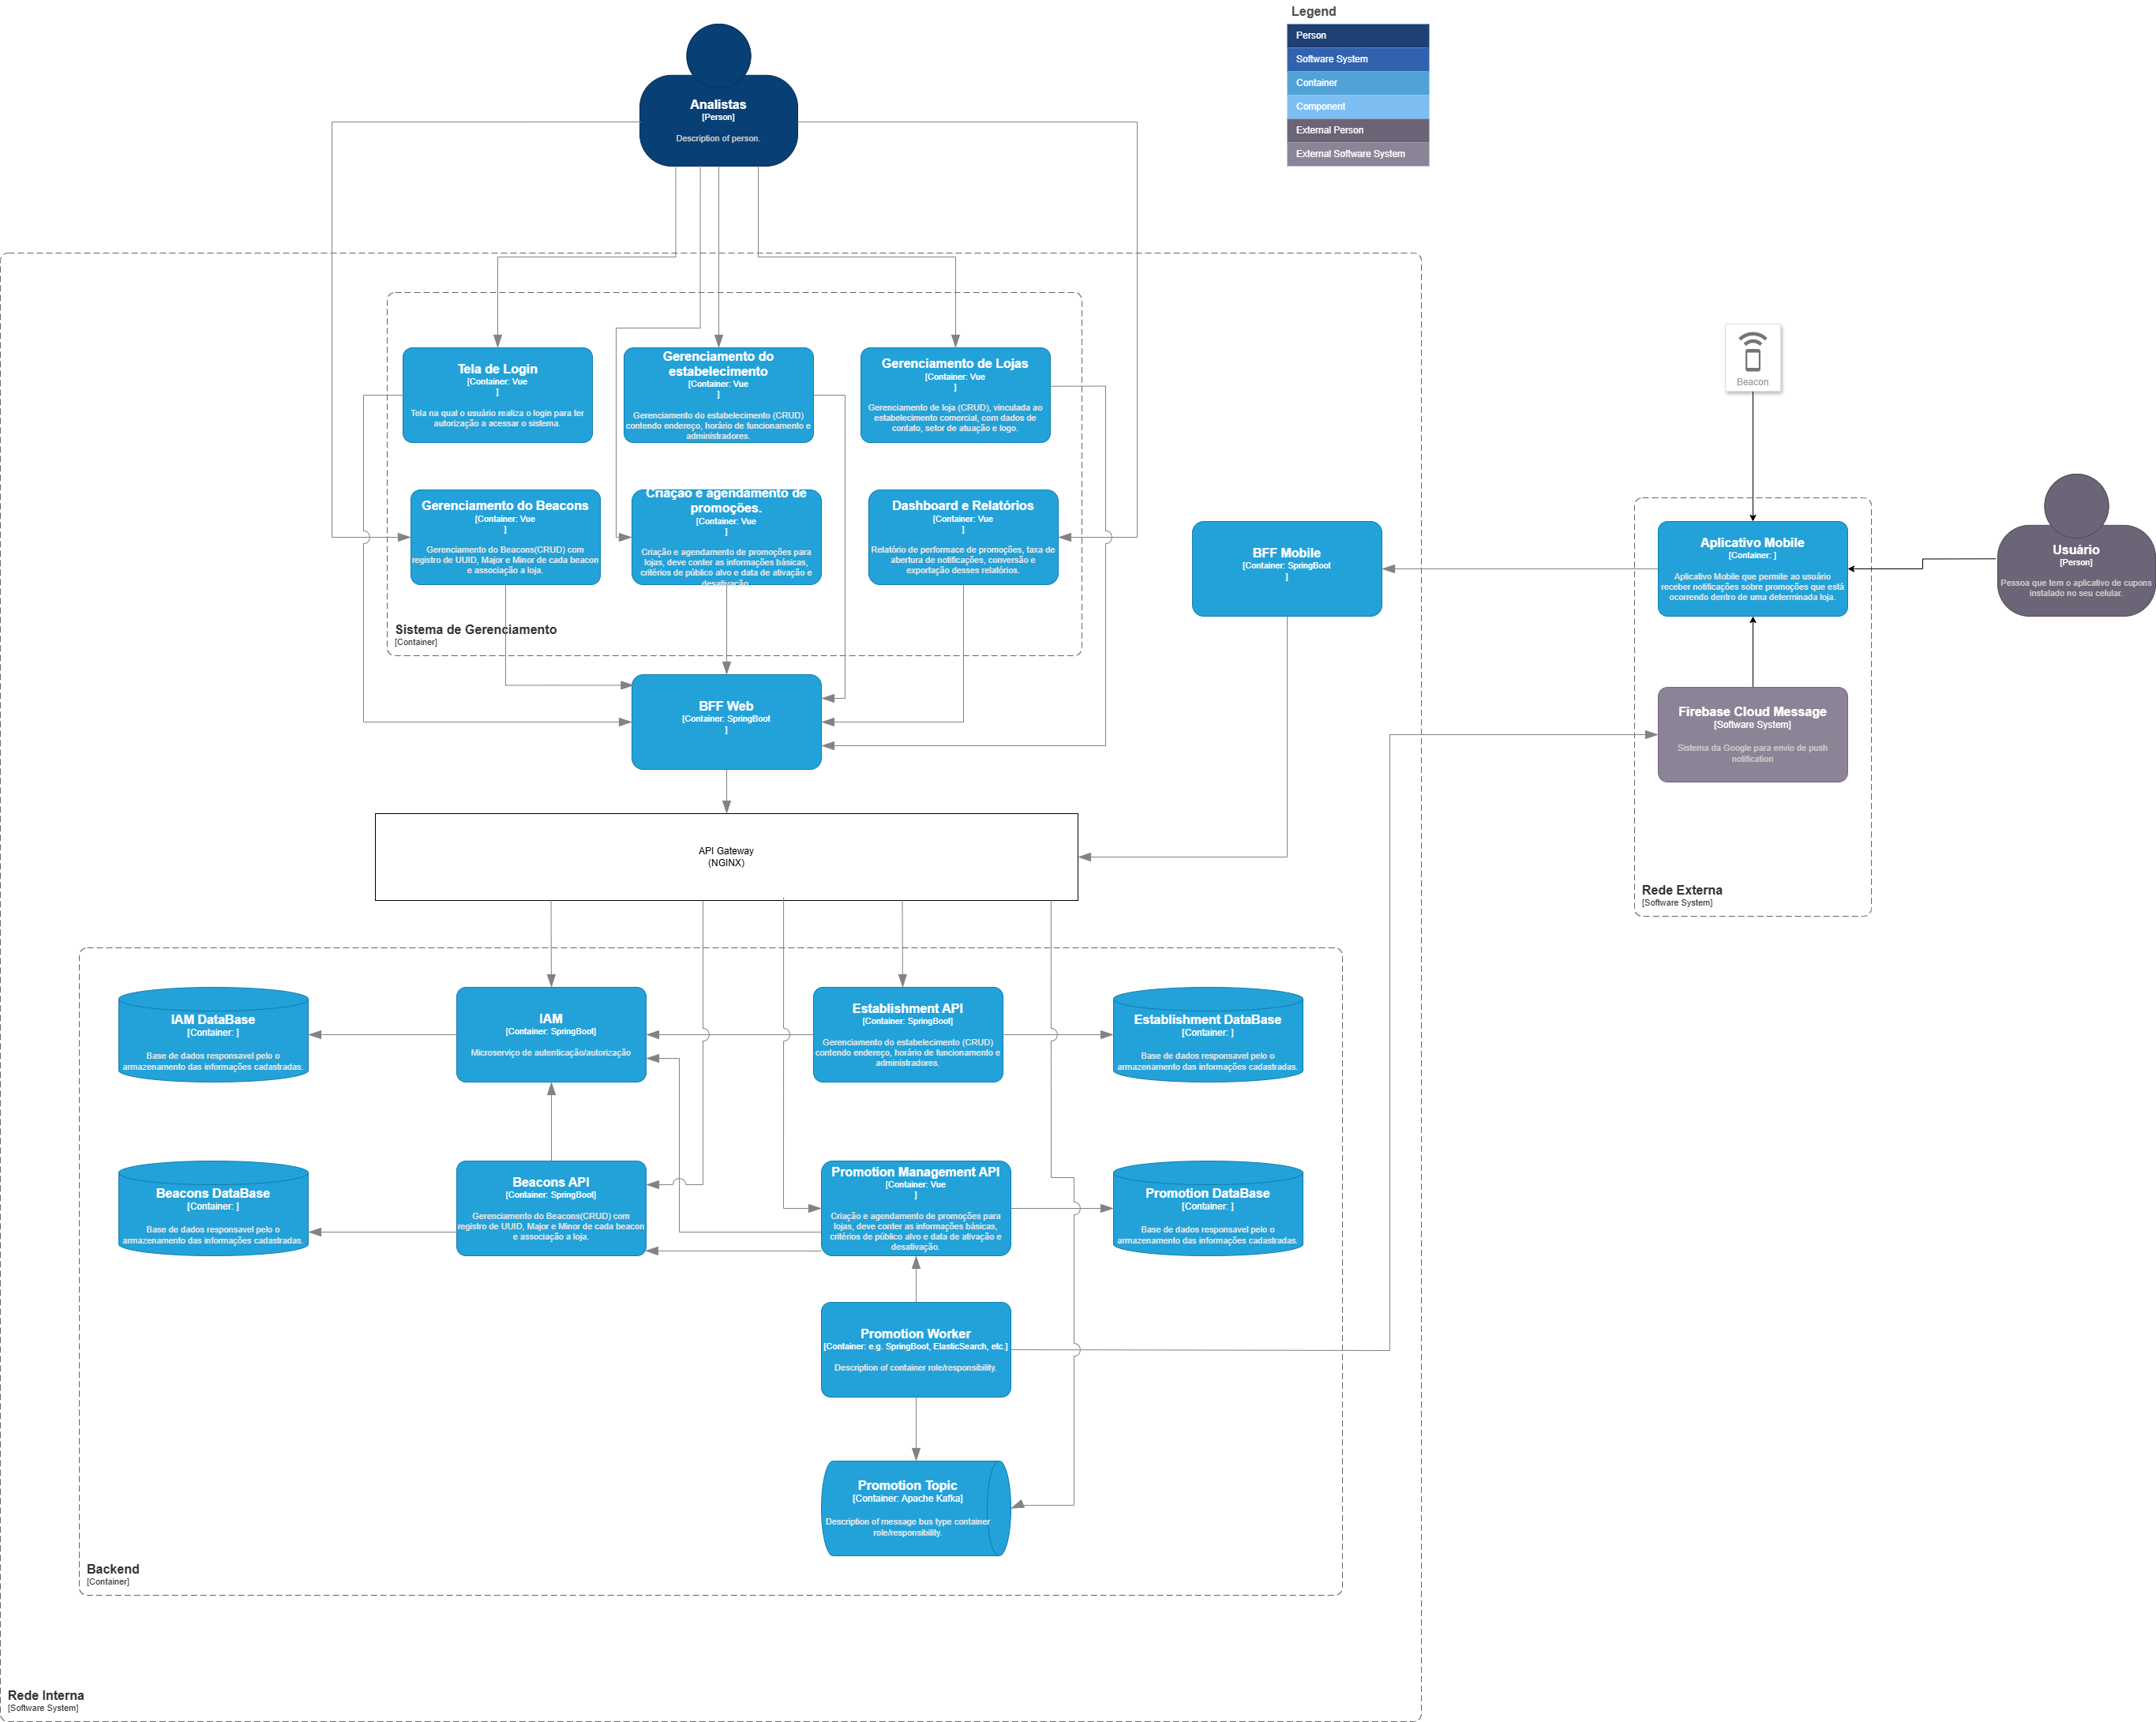 Legend
Person
Software System
Container
Component
External Person
External Software System
Analistas
[Person]
Description of person.
Tela de Login
[Container: Vue
]
Tela na qual o usuário realiza o login para ter
autorização a acessar o sistema.
Gerenciamento do
estabelecimento
[Container: Vue
]
Gerenciamento do estabelecimento (CRUD)
contendo endereço, horário de funcionamento e
administradores.
Gerenciamento de Lojas
[Container: Vue
]
Gerenciamento de loja (CRUD), vinculada ao
estabelecimento comercial, com dados de
contato, setor de atuação e logo.
Gerenciamento do Beacons
[Container: Vue
]
Gerenciamento do Beacons(CRUD) com
registro de UUID, Major e Minor de cada beacon
e associação a loja.
Criação e agendamento de
promoções.
[Container: Vue
]
Criação e agendamento de promoções para
lojas, deve conter as informações básicas,
critérios de público alvo e data de ativação e
desativação.
Dashboard e Relatórios
[Container: Vue
]
Relatório de performace de promoções, taxa de
abertura de notificações, conversão e
exportação desses relatórios.
Sistema de Gerenciamento
[Container]
BFF Mobile
[Container: SpringBoot
]
Beacon
Aplicativo Mobile
[Container: ]
Aplicativo Mobile que permite ao usuário
receber notificações sobre promoções que está
ocorrendo dentro de uma determinada loja.
Usuário
[Person]
Pessoa que tem o aplicativo de cupons
instalado no seu celular.
Firebase Cloud Message
[Software System]
Sistema da Google para envio de push
notification
Rede Externa
[Software System]
BFF Web
[Container: SpringBoot
]
API Gateway
(NGINX)
IAM DataBase
[Container: ]
Base de dados responsavel pelo o
armazenamento das informações cadastradas.
IAM
[Container: SpringBoot]
Microserviço de autenticação/autorização
Establishment API
[Container: SpringBoot]
Gerenciamento do estabelecimento (CRUD)
contendo endereço, horário de funcionamento e
administradores.
Establishment DataBase
[Container: ]
Base de dados responsavel pelo o
armazenamento das informações cadastradas.
Beacons DataBase
[Container: ]
Base de dados responsavel pelo o
armazenamento das informações cadastradas.
Beacons API
[Container: SpringBoot]
Gerenciamento do Beacons(CRUD) com
registro de UUID, Major e Minor de cada beacon
e associação a loja.
Promotion Management API
[Container: Vue
]
Criação e agendamento de promoções para
lojas, deve conter as informações básicas,
critérios de público alvo e data de ativação e
desativação.
Promotion DataBase
[Container: ]
Base de dados responsavel pelo o
armazenamento das informações cadastradas.
Promotion Worker
[Container: e.g. SpringBoot, ElasticSearch, etc.]
Description of container role/responsibility.
Promotion Topic
[Container: Apache Kafka]
Description of message bus type container
role/responsibility.
Backend
[Container]
Rede Interna
[Software System]